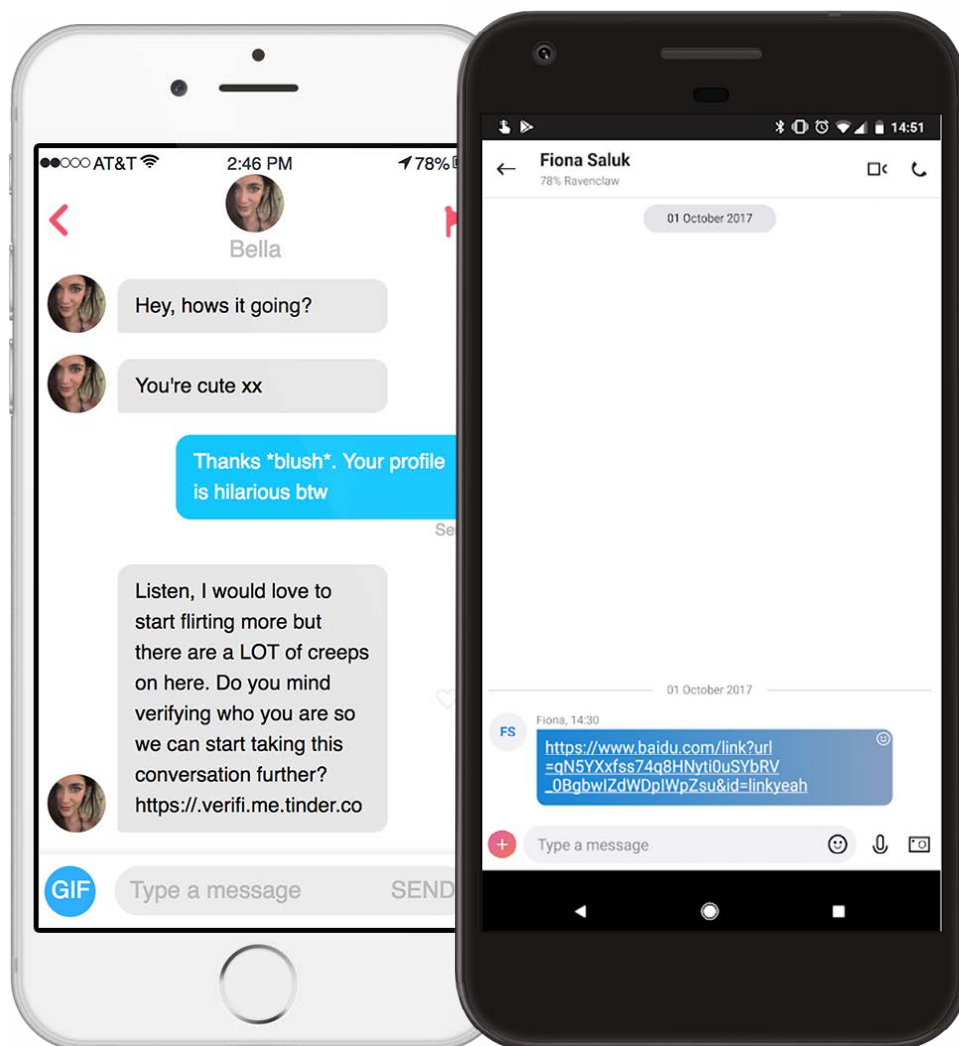 AT&T
2:46 PM
78%
Bella
Hey, hows it going?
You're cute xx
Thanks *blush*. Your profile
is hilarious btw
Listen, I would love to
start flirting more but
there are a LOT of creeps
on here. Do you mind
verifying who you are so
we can start taking this
conversation further?
https://.verifi.me.tinder.co
GIF
Type a message
SEND
14:51
Fiona Saluk
78% Ravenclaw
01 October 2017
01 October 2017
Fiona, 14:30
FS
https://www.baidu.com/link?url
=qN5YXxfss74q8HNyti0uSYbRV
_0BgbwIZdWDpIWpZsu&id=linkyeah
Type a message